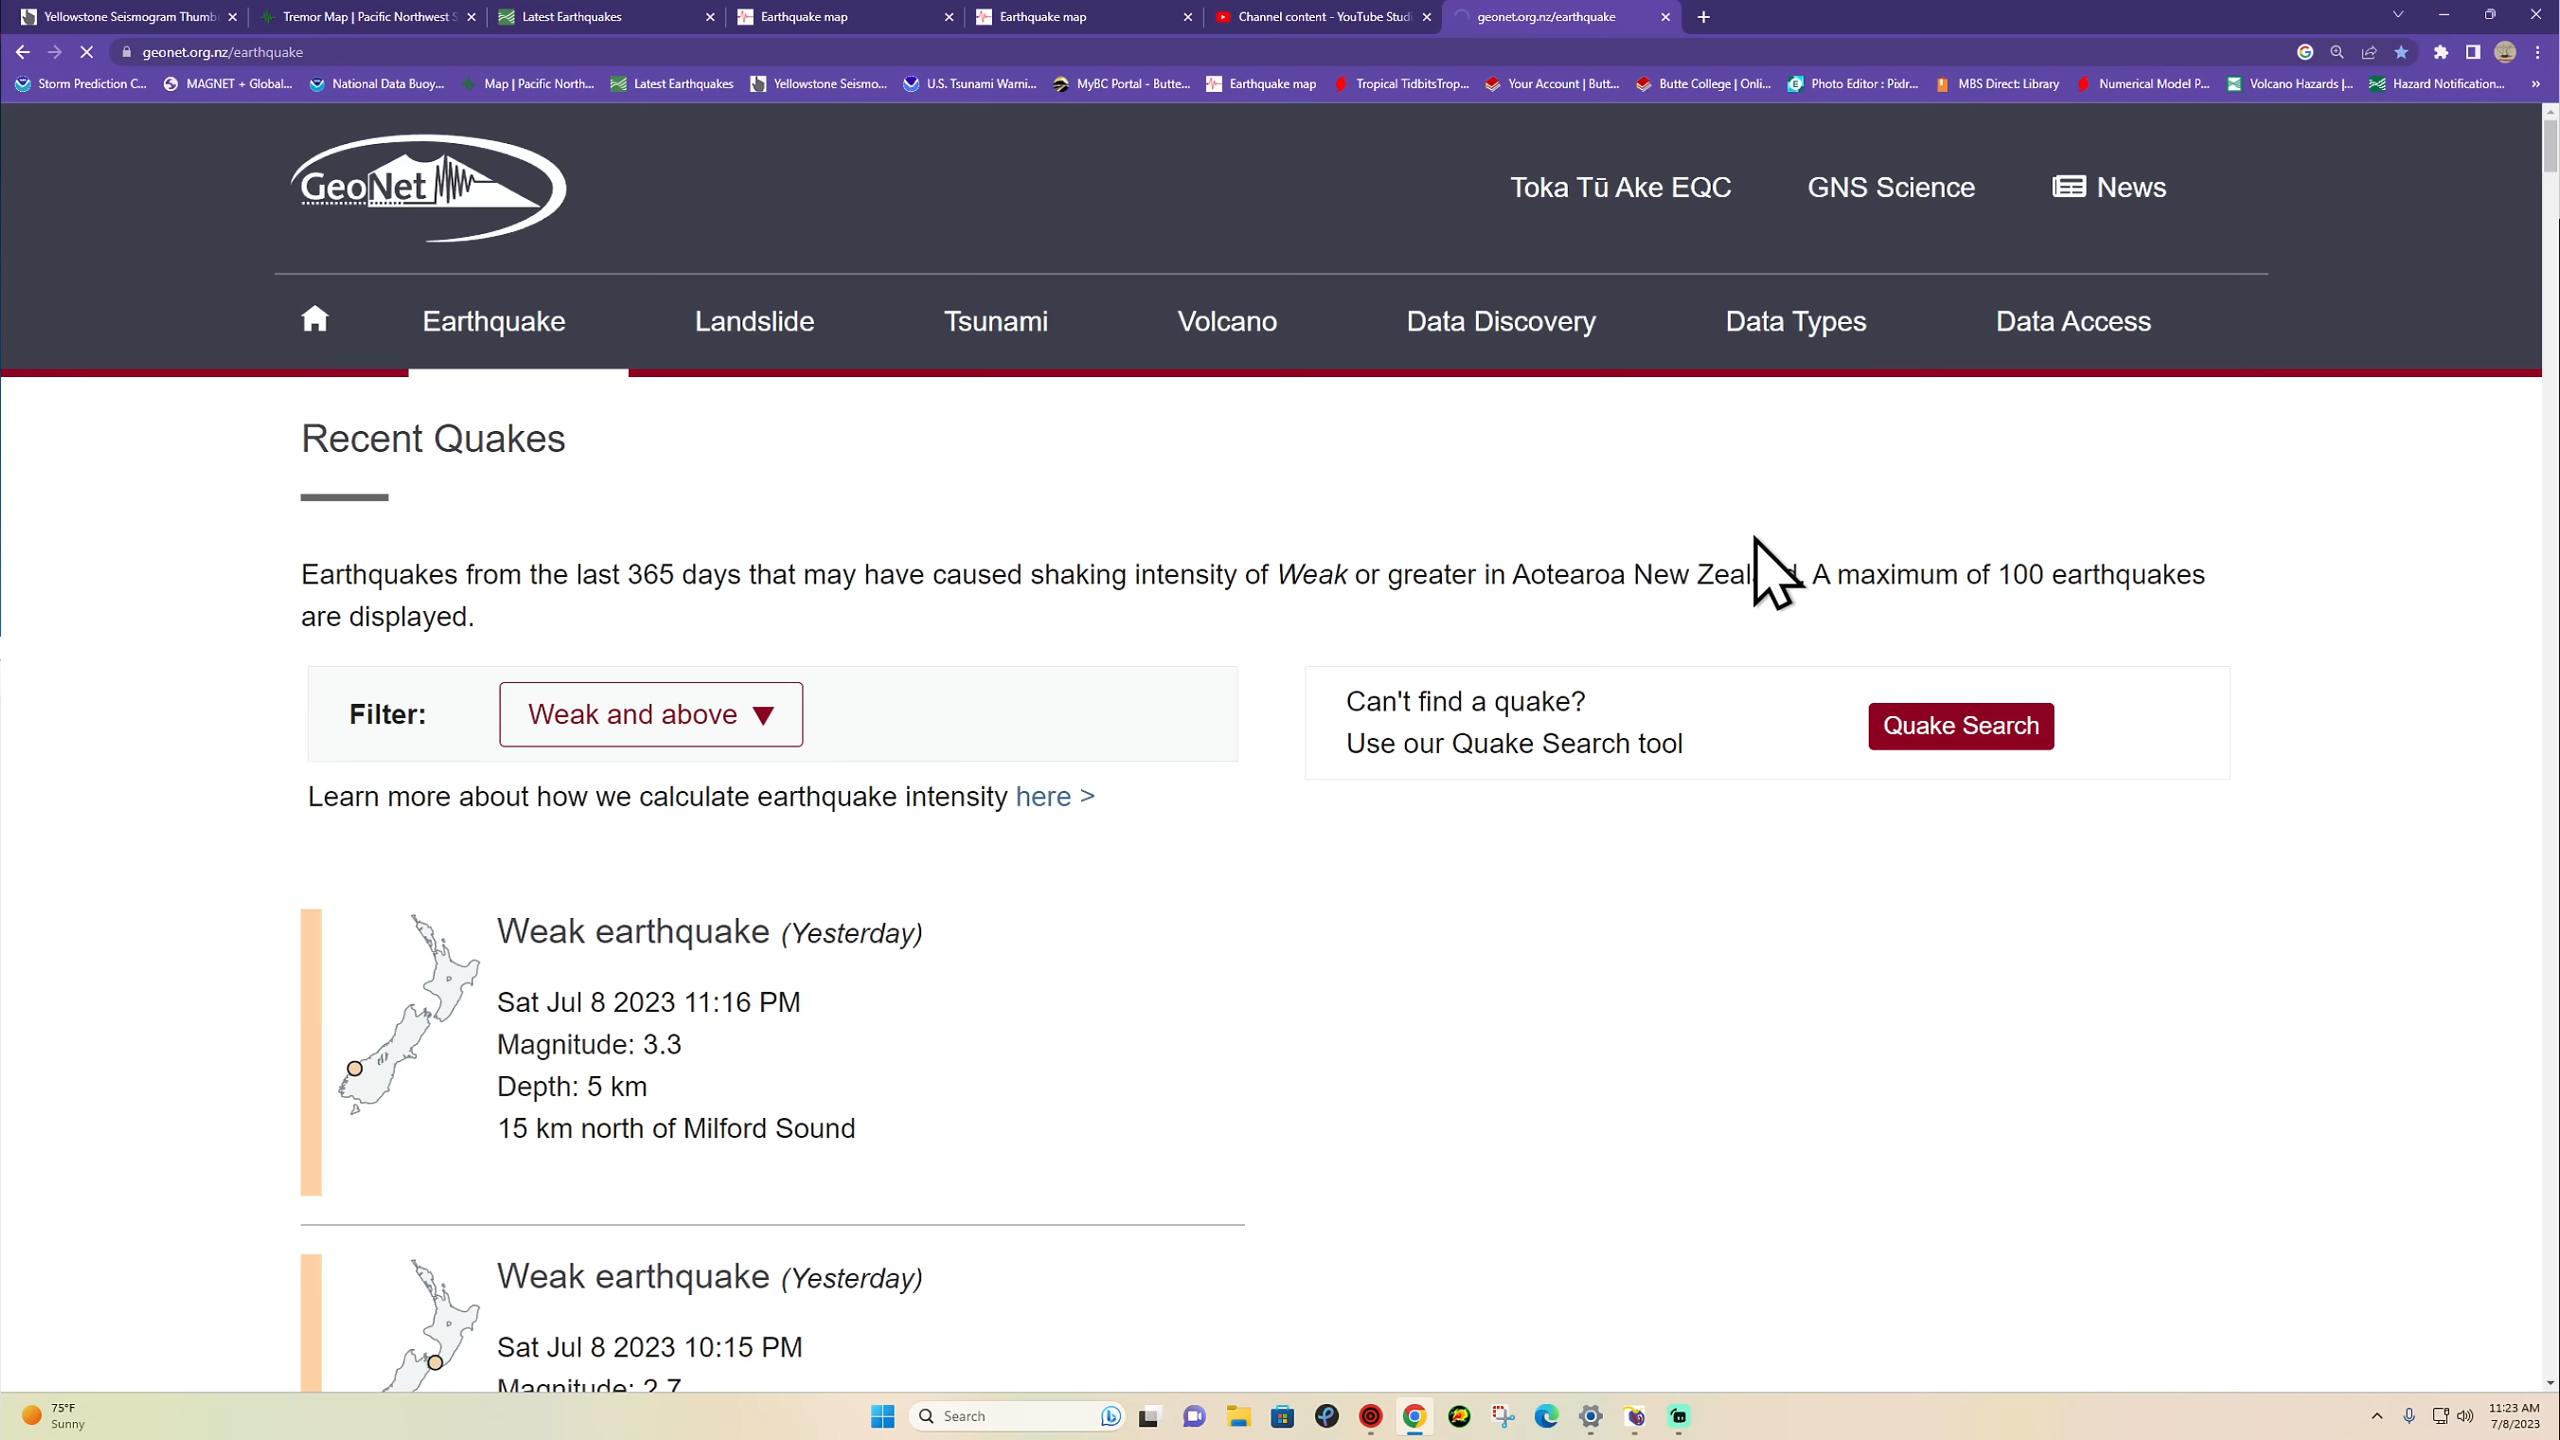 Yellowstone Seismogram Thumb
Tremor Map | Pacific Northwest S
Latest Earthquakes
Earthquake map
Earthquake map
Channel content - YouTube Studi
geonet.org.nz/earthquake
geonet.org.nz/earthquake
Storm Prediction C...
MAGNET + Global...
National Data Buoy...
Map | Pacific North...
Latest Earthquakes
Yellowstone Seismo...
U.S. Tsunami Warni...
MyBC Portal - Butte...
Earthquake map
Tropical TidbitsTrop...
Your Account | Butt...
Butte College | Onli...
Photo Editor : Pixlr...
MBS Direct: Library
Numerical Model P...
Volcano Hazards |...
Hazard Notification...
»
GeoNet
Toka Tū Ake EQC
GNS Science
News
Earthquake
Landslide
Tsunami
Volcano
Data Discovery
Data Types
Data Access
Recent Quakes
Earthquakes from the last 365 days that may have caused shaking intensity of Weak or greater in Aotearoa New A maximum of 100 earthquakes
are displayed.
Filter:
Weak and above ▼
Can't find a quake?
Use our Quake Search tool
Quake Search
Learn more about how we calculate earthquake intensity here >
Weak earthquake (Yesterday)
Sat Jul 8 2023 11:16 PM
Magnitude: 3.3
Depth: 5 km
15 km north of Milford Sound
Weak earthquake (Yesterday)
Sat Jul 8 2023 10:15 PM
Magnitude: 2.7
75°F
Sunny
Search
11:23 AM
7/8/2023